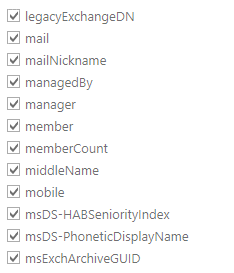 legacyExchangeDN
mail
mailNickname
managedBy
manager
member
memberCount
middleName
mobile
msDS-HABSeniorityIndex
msDS-PhoneticDisplayName
msExchArchiveGUID